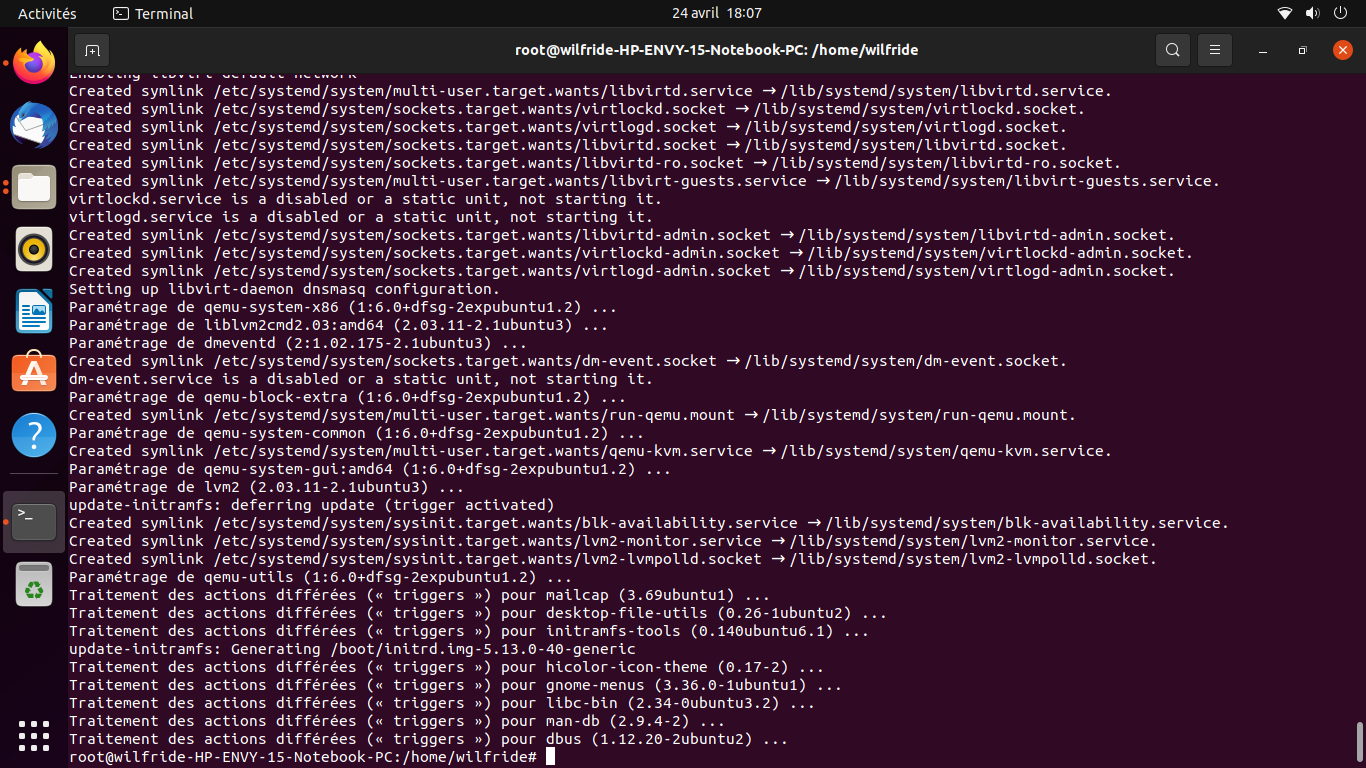 Activités
Terminal
24 avril 18:07
root@wilfride-HP-ENVY-15-Notebook-PC: /home/wilfride
Enabling libvirt default network
Created symlink /etc/systemd/system/multi-user.target.wants/libvirtd.service → /lib/systemd/system/libvirtd.service.
Created symlink /etc/systemd/system/sockets.target.wants/virtlockd.socket → /lib/systemd/system/virtlockd.socket.
Created symlink /etc/systemd/system/sockets.target.wants/virtlogd.socket → /lib/systemd/system/virtlogd.socket.
Created symlink /etc/systemd/system/sockets.target.wants/libvirtd.socket → /lib/systemd/system/libvirtd.socket.
Created symlink /etc/systemd/system/sockets.target.wants/libvirtd-ro.socket → /lib/systemd/system/libvirtd-ro.socket.
Created symlink /etc/systemd/system/multi-user.target.wants/libvirt-guests.service → /lib/systemd/system/libvirt-guests.service.
virtlockd.service is a disabled or a static unit, not starting it.
virtlogd.service is a disabled or a static unit, not starting it.
Created symlink /etc/systemd/system/sockets.target.wants/libvirtd-admin.socket → /lib/systemd/system/libvirtd-admin.socket.
Created symlink /etc/systemd/system/sockets.target.wants/virtlockd-admin.socket → /lib/systemd/system/virtlockd-admin.socket.
Created symlink /etc/systemd/system/sockets.target.wants/virtlogd-admin.socket → /lib/systemd/system/virtlogd-admin.socket.
Setting up libvirt-daemon dnsmasq configuration.
Paramétrage de qemu-system-x86 (1:6.0+dfsg-2expubuntu1.2) ...
Paramétrage de liblvm2cmd2.03:amd64 (2.03.11-2.1ubuntu3) ...
Paramétrage de dmeventd (2:1.02.175-2.1ubuntu3) ...
Created symlink /etc/systemd/system/sockets.target.wants/dm-event.socket → /lib/systemd/system/dm-event.socket.
dm-event.service is a disabled or a static unit, not starting it.
Paramétrage de qemu-block-extra (1:6.0+dfsg-2expubuntu1.2) ...
Created symlink /etc/systemd/system/multi-user.target.wants/run-qemu.mount → /lib/systemd/system/run-qemu.mount.
Paramétrage de qemu-system-common (1:6.0+dfsg-2expubuntu1.2) ...
Created symlink /etc/systemd/system/multi-user.target.wants/qemu-kvm.service → /lib/systemd/system/qemu-kvm.service.
Paramétrage de qemu-system-gui:amd64 (1:6.0+dfsg-2expubuntu1.2) ...
Paramétrage de lvm2 (2.03.11-2.1ubuntu3) ...
update-initramfs: deferring update (trigger activated)
Created symlink /etc/systemd/system/sysinit.target.wants/blk-availability.service → /lib/systemd/system/blk-availability.service.
Created symlink /etc/systemd/system/sysinit.target.wants/lvm2-monitor.service → /lib/systemd/system/lvm2-monitor.service.
Created symlink /etc/systemd/system/sysinit.target.wants/lvm2-lvmpolld.socket → /lib/systemd/system/lvm2-lvmpolld.socket.
Paramétrage de qemu-utils (1:6.0+dfsg-2expubuntu1.2) ...
Traitement des actions différées (« triggers ») pour mailcap (3.69ubuntu1) ...
Traitement des actions différées (« triggers ») pour desktop-file-utils (0.26-1ubuntu2) ...
Traitement des actions différées (« triggers ») pour initramfs-tools (0.140ubuntu6.1) ...
update-initramfs: Generating /boot/initrd.img-5.13.0-40-generic
Traitement des actions différées (« triggers ») pour hicolor-icon-theme (0.17-2) ...
Traitement des actions différées (« triggers ») pour gnome-menus (3.36.0-1ubuntu1) ...
Traitement des actions différées (« triggers ») pour libc-bin (2.34-0ubuntu3.2) ...
Traitement des actions différées (« triggers ») pour man-db (2.9.4-2) ...
Traitement des actions différées (« triggers ») pour dbus (1.12.20-2ubuntu2) ...
root@wilfride-HP-ENVY-15-Notebook-PC:/home/wilfride#